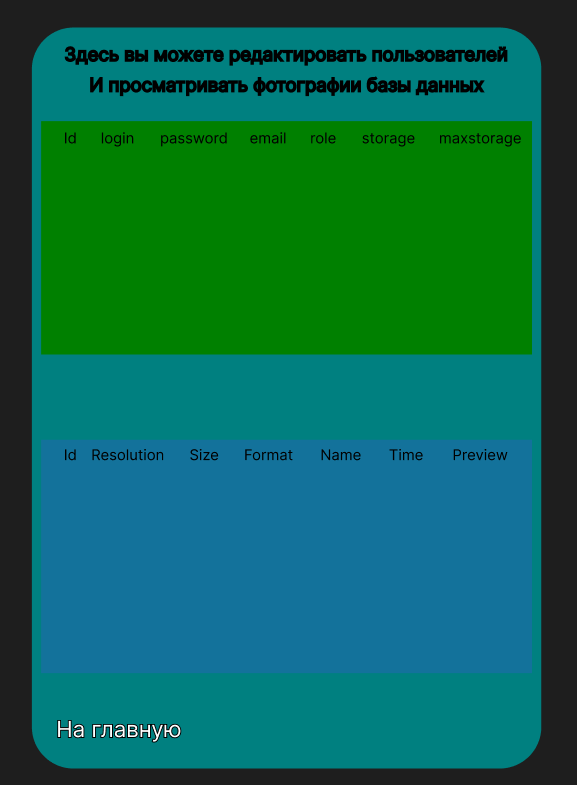 Здесь вы можете редактировать пользователей
И просматривать фотографии базы данных
Id login password email role storage maxstorage
Id Resolution Size Format Name Time Preview
На главную